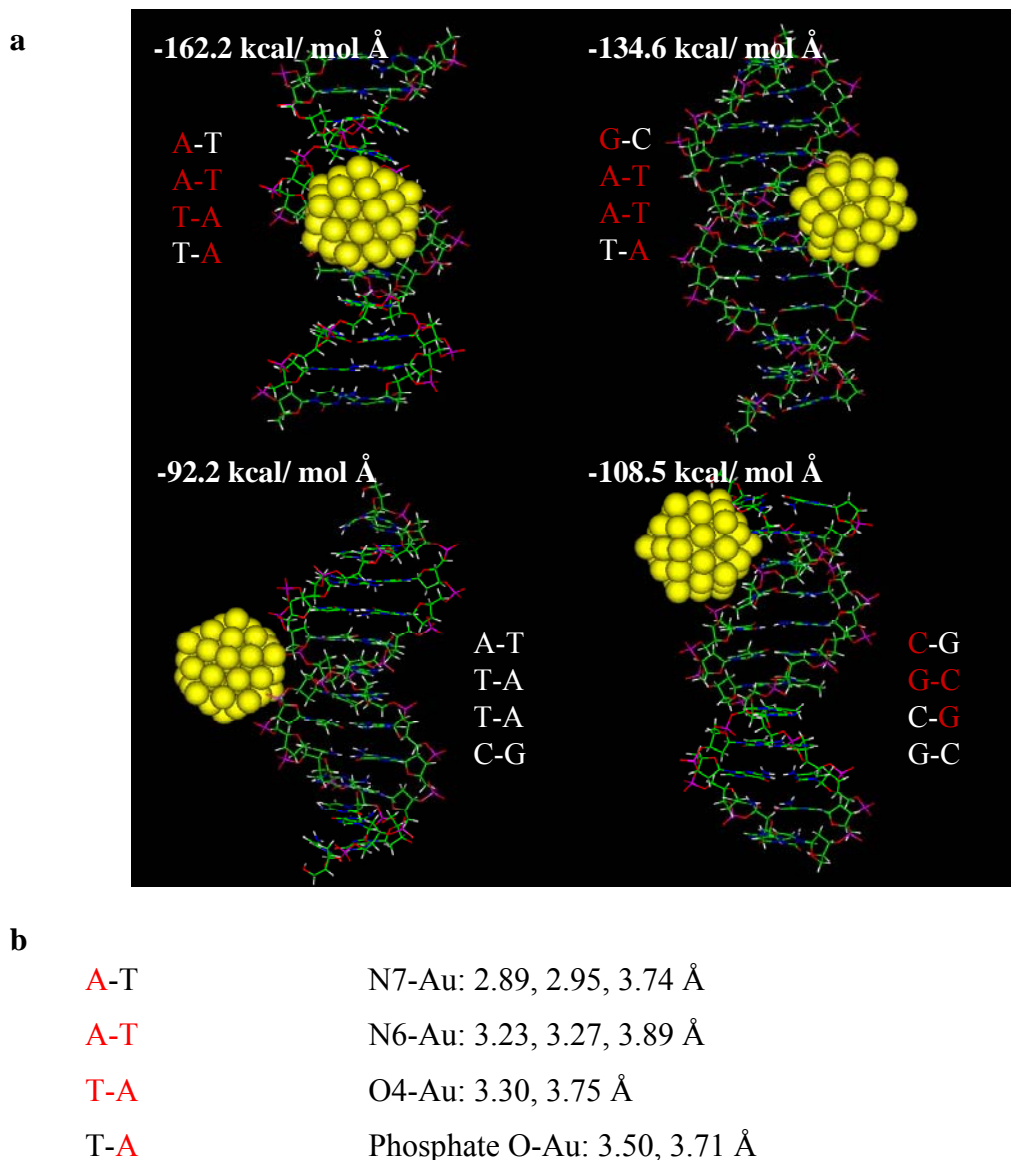 a
-162.2 kcal/ mol Å
-134.6 kcal/ mol Å
A-T
A-T
T-A
T-A
G-C
A-T
A-T
T-A
-92.2 kcal/ mol Å
-108.5 kcal/ mol Å
A-T
T-A
T-A
C-G
C-G
G-C
C-G
G-C
b
A-T N7-Au: 2.89, 2.95, 3.74 Å
A-T N6-Au: 3.23, 3.27, 3.89 Å
T-A O4-Au: 3.30, 3.75 Å
T-A Phosphate O-Au: 3.50, 3.71 Å